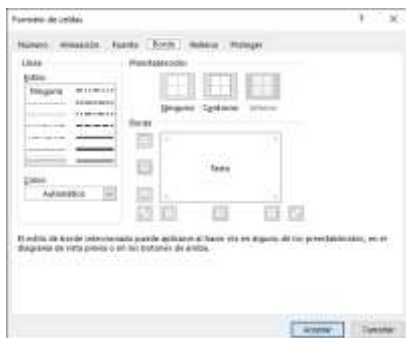 Formato de celdas
? X
Número Alineación Fuente Borde Relleno Proteger
Línea
Estilo:
Ninguna
Color:
Automático
Preestablecidos
Ninguno Contorno Interior
Borde
Texto
El estilo de borde seleccionado puede aplicarse al hacer clic en alguno de los preestablecidos, en el
diagrama de vista previa o en los botones de arriba.
Aceptar Cancelar